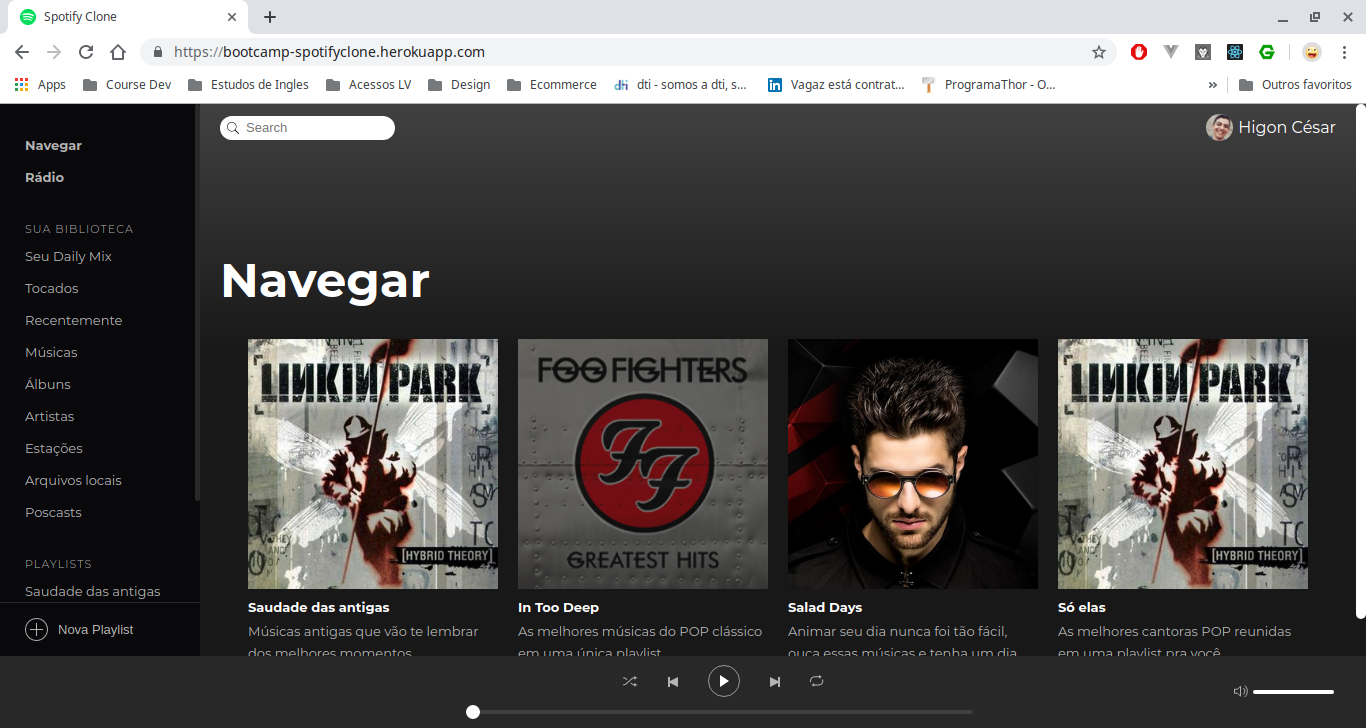 Spotify Clone
https://bootcamp-spotifyclone.herokuapp.com
Apps
Course Dev
Estudos de Ingles
Acessos LV
Design
Ecommerce
dti - somos a dti, s...
Vagaz está contrat...
ProgramaThor - O...
»
Outros favoritos
Navegar
Rádio
SUA BIBLIOTECA
Seu Daily Mix
Tocados
Recentemente
Músicas
Álbuns
Artistas
Estações
Arquivos locais
Poscasts
PLAYLISTS
Saudade das antigas
Nova Playlist
Search
Higon César
Navegar
LINKIN PARK
[HYBRID THEORY]
Saudade das antigas
Músicas antigas que vão te lembrar
dos melhores momentos
FOO FIGHTERS
FF
GREATEST HITS
In Too Deep
As melhores músicas do POP clássico
em uma única playlist
Salad Days
Animar seu dia nunca foi tão fácil,
ouça essas músicas e tenha um dia
LINKIN PARK
[HYBRID THEORY]
Só elas
As melhores cantoras POP reunidas
em uma playlist pra você